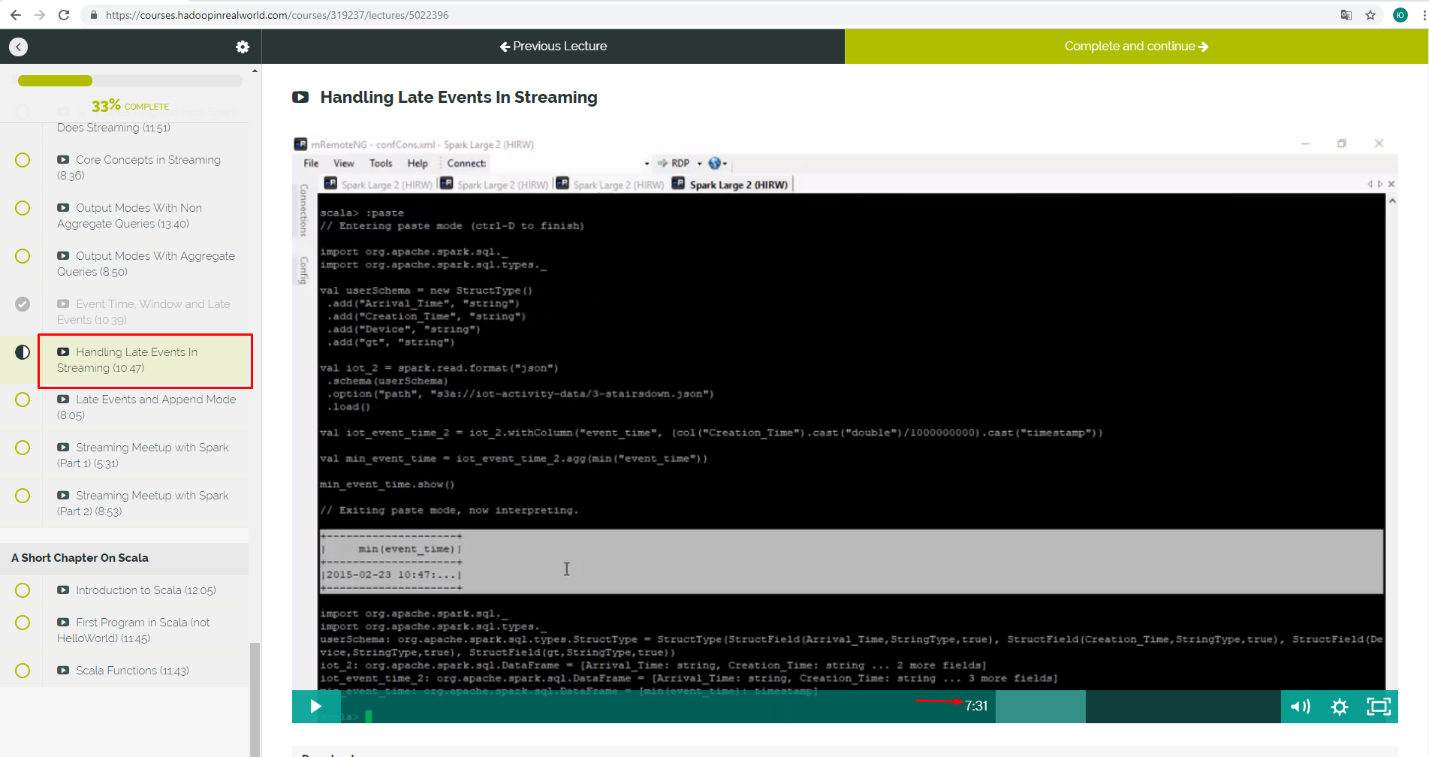 https://courses.hadoopinrealworld.com/courses/319237/lectures/5022396
Ю
Previous Lecture
Complete and continue
33% COMPLETE
Does Streaming (11:51)
Core Concepts in Streaming
(8:36)
Output Modes With Non
Aggregate Queries (13:40)
Output Modes With Aggregate
Queries (8:50)
Event Time, Window and Late
Events (10:39)
Handling Late Events In
Streaming (10:47)
Late Events and Append Mode
(8:05)
Streaming Meetup with Spark
(Part 1) (5:31)
Streaming Meetup with Spark
(Part 2) (8:53)
A Short Chapter On Scala
Introduction to Scala (12:05)
First Program in Scala (not
HelloWorld) (11:45)
Scala Functions (11:43)
Handling Late Events In Streaming
mRemoteNG - confCons.xml - Spark Large 2 (HIRW)
File View Tools Help Connect: RDP
Spark Large 2 (HIRW) Spark Large 2 (HIRW) Spark Large 2 (HIRW) Spark Large 2 (HIRW)
Connections
Config
scala> :paste
// Entering paste mode (ctrl-D to finish)
import org.apache.spark.sql._
import org.apache.spark.sql.types._
val userSchema = new StructType()
.add("Arrival_Time", "string")
.add("Creation_Time", "string")
.add("Device", "string")
.add("gt", "string")
val iot_2 = spark.read.format("json")
.schema(userSchema)
.option("path", "s3a://iot-activity-data/3-stairsdown.json")
.load()
val iot_event_time_2 = iot_2.withColumn("event_time", (col("Creation_Time").cast("double")/1000000000).cast("timestamp"))
val min_event_time = iot_event_time_2.agg(min("event_time"))
min_event_time.show()
// Exiting paste mode, now interpreting.
+--------------------+
|     min(event_time)|
+--------------------+
|2015-02-23 10:47:...|
+--------------------+
import org.apache.spark.sql._
import org.apache.spark.sql.types._
userSchema: org.apache.spark.sql.types.StructType = StructType(StructField(Arrival_Time,StringType,true), StructField(Creation_Time,StringType,true), StructField(De
vice,StringType,true), StructField(gt,StringType,true))
iot_2: org.apache.spark.sql.DataFrame = [Arrival_Time: string, Creation_Time: string ... 2 more fields]
iot_event_time_2: org.apache.spark.sql.DataFrame = [Arrival_Time: string, Creation_Time: string ... 3 more fields]
min_event_time: org.apache.spark.sql.DataFrame = [min(event_time): timestamp]
7:31